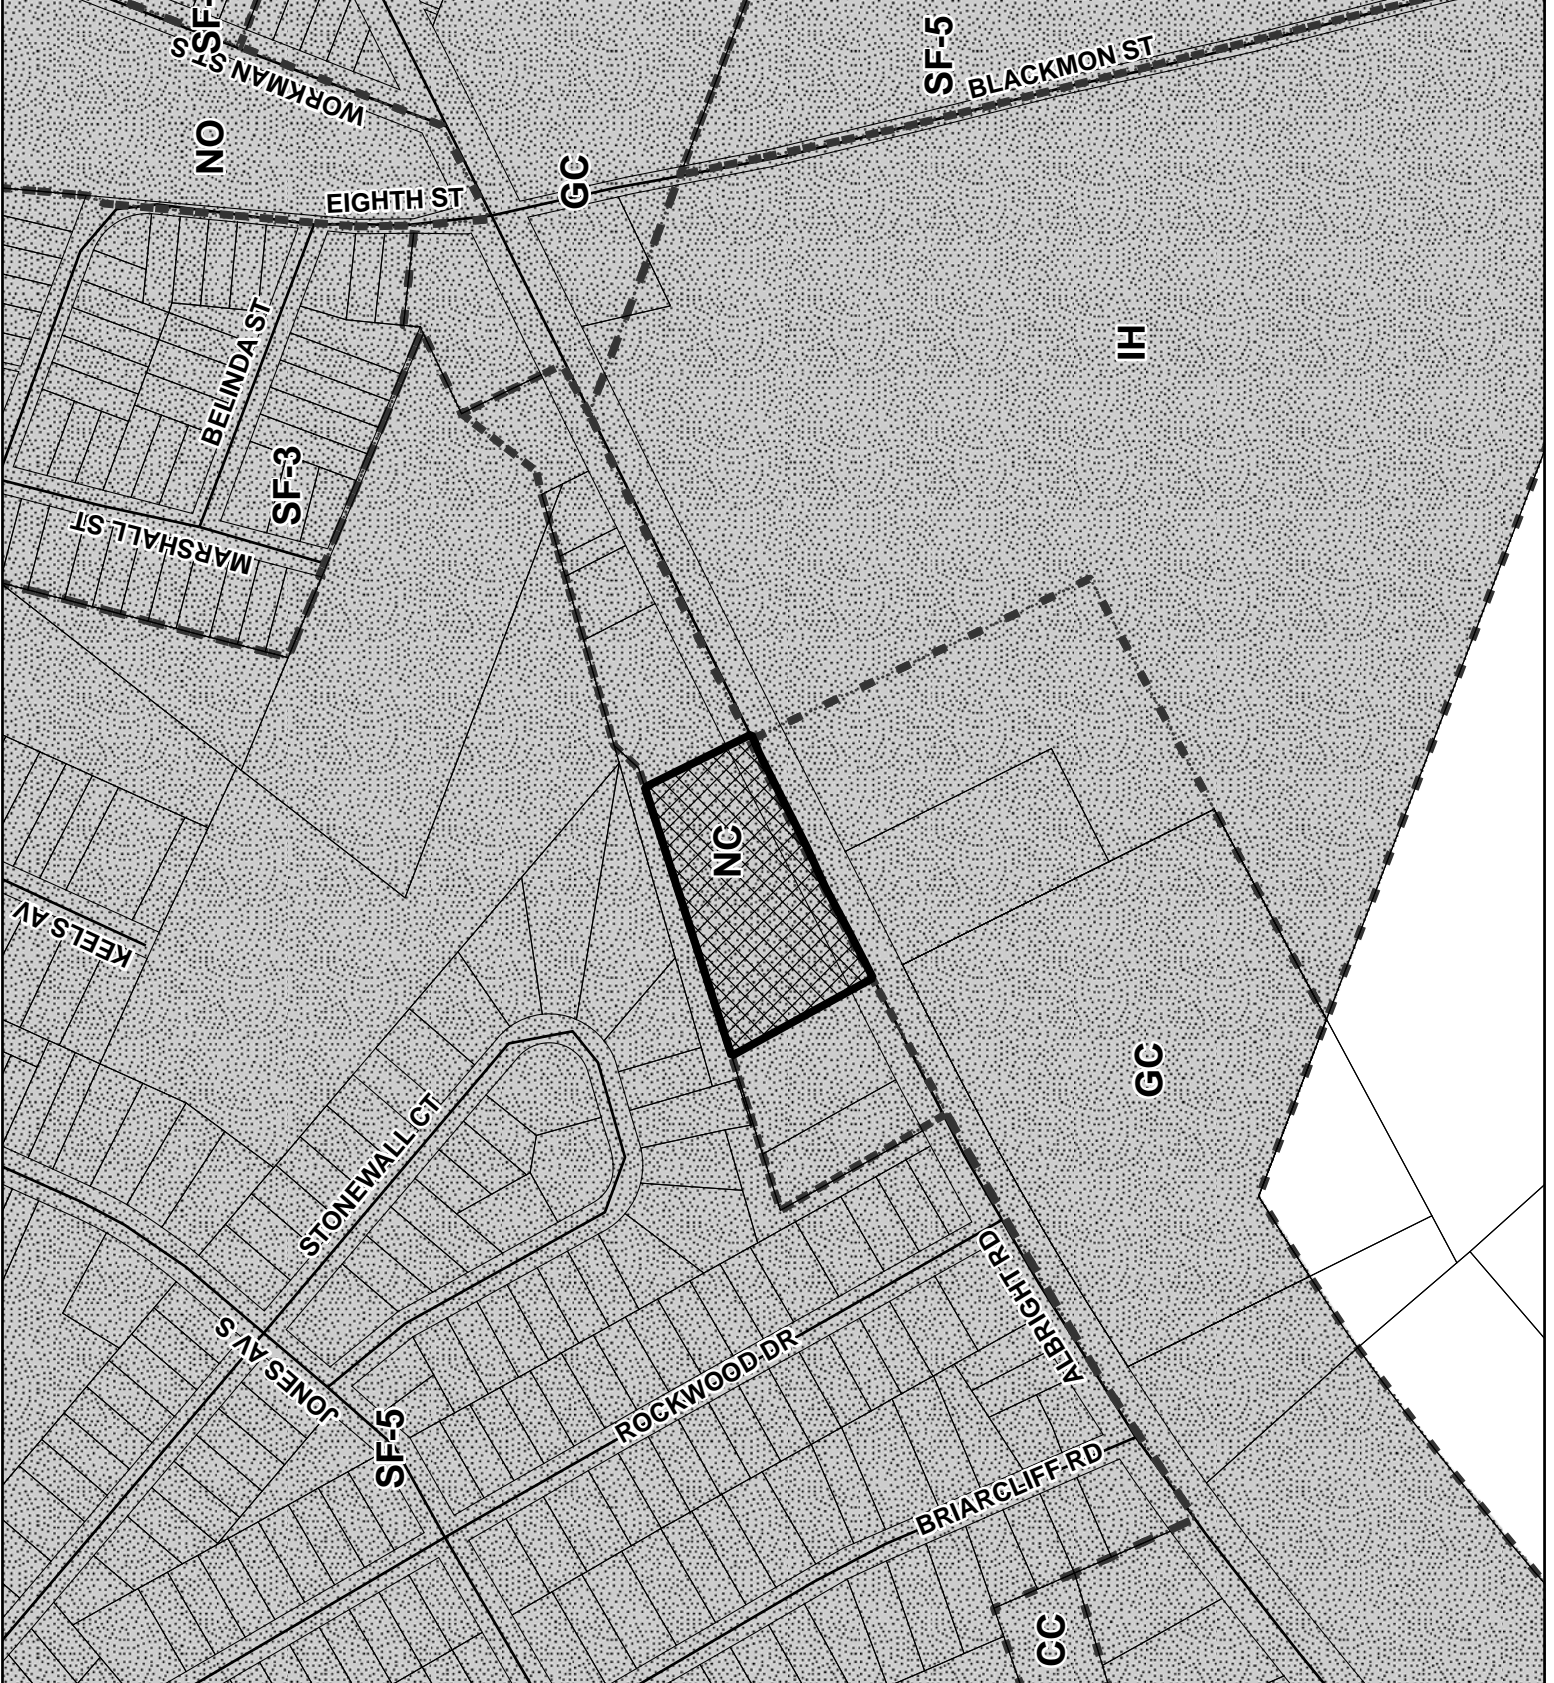 SF-
WORKMAN ST S
SF-5
BLACKMON ST
NO
GC
EIGHTH ST
BELINDA ST
IH
SF-3
MARSHALL ST
NC
KEELS AV
GC
STONEWALL CT
ALBRIGHT RD
JONES AV S
ROCKWOOD DR
SF-5
BRIARCLIFF RD
CC